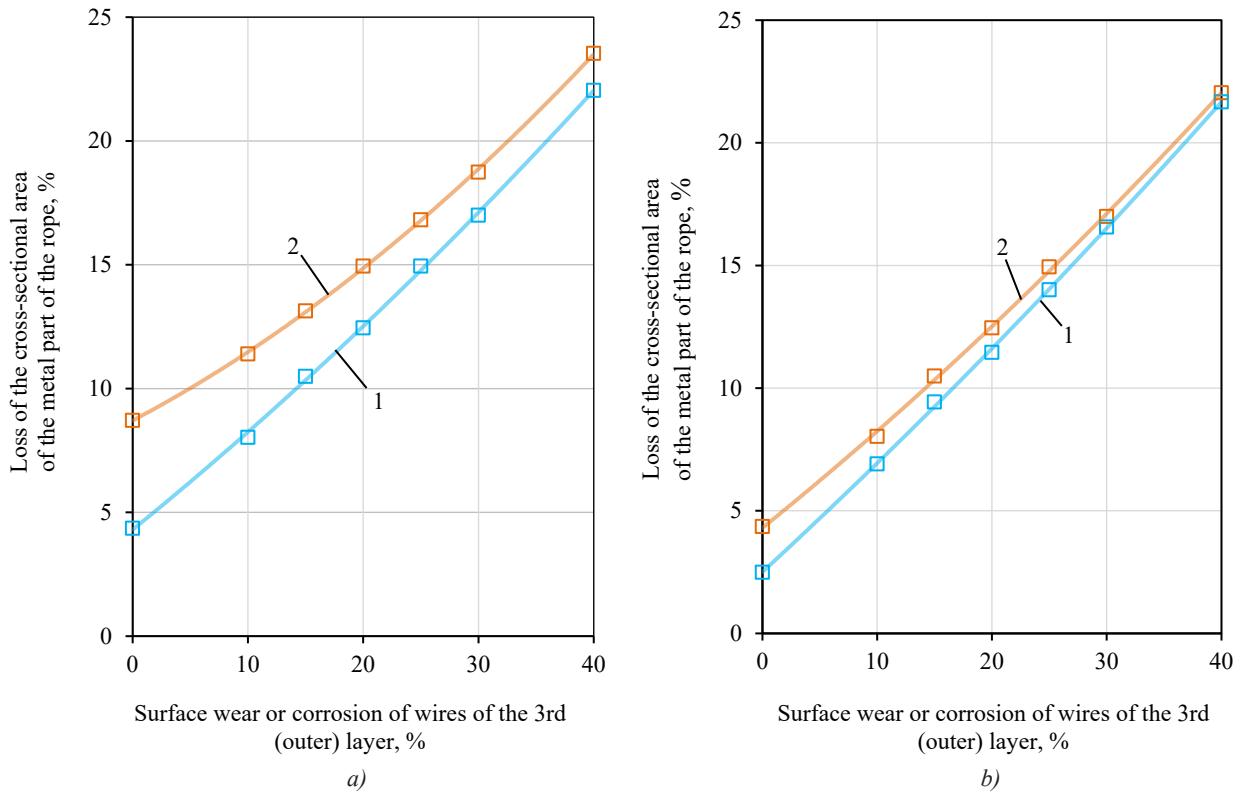 Loss of the cross-sectional area
of the metal part of the rope, %
25
20
15
10
5
0
2
1
0
10
20
30
40
Surface wear or corrosion of wires of the 3rd
(outer) layer, %
a)
Loss of the cross-sectional area
of the metal part of the rope, %
25
20
15
10
5
0
2
1
0
10
20
30
40
Surface wear or corrosion of wires of the 3rd
(outer) layer, %
b)